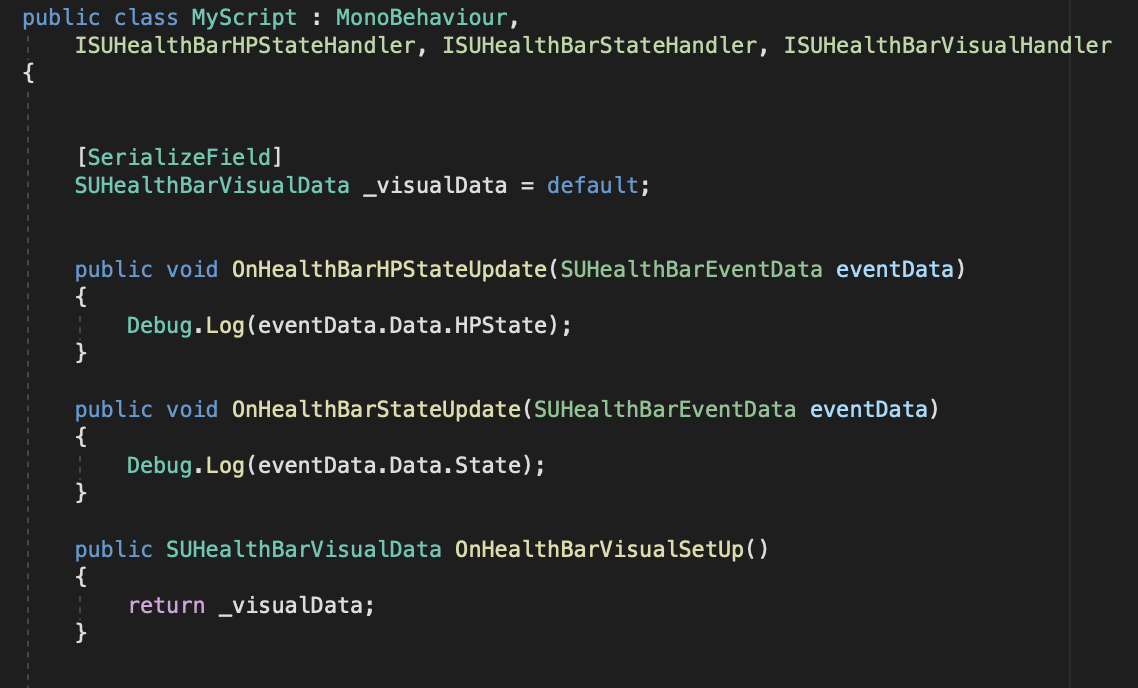 public class MyScript : MonoBehaviour,
ISUHealthBarHPStateHandler, ISUHealthBarStateHandler, ISUHealthBarVisualHandler
{
[SerializeField]
SUHealthBarVisualData _visualData = default;
public void OnHealthBarHPStateUpdate(SUHealthBarEventData eventData)
{
Debug.Log(eventData.Data.HPState);
}
public void OnHealthBarStateUpdate(SUHealthBarEventData eventData)
{
Debug.Log(eventData.Data.State);
}
public SUHealthBarVisualData OnHealthBarVisualSetUp()
{
return _visualData;
}